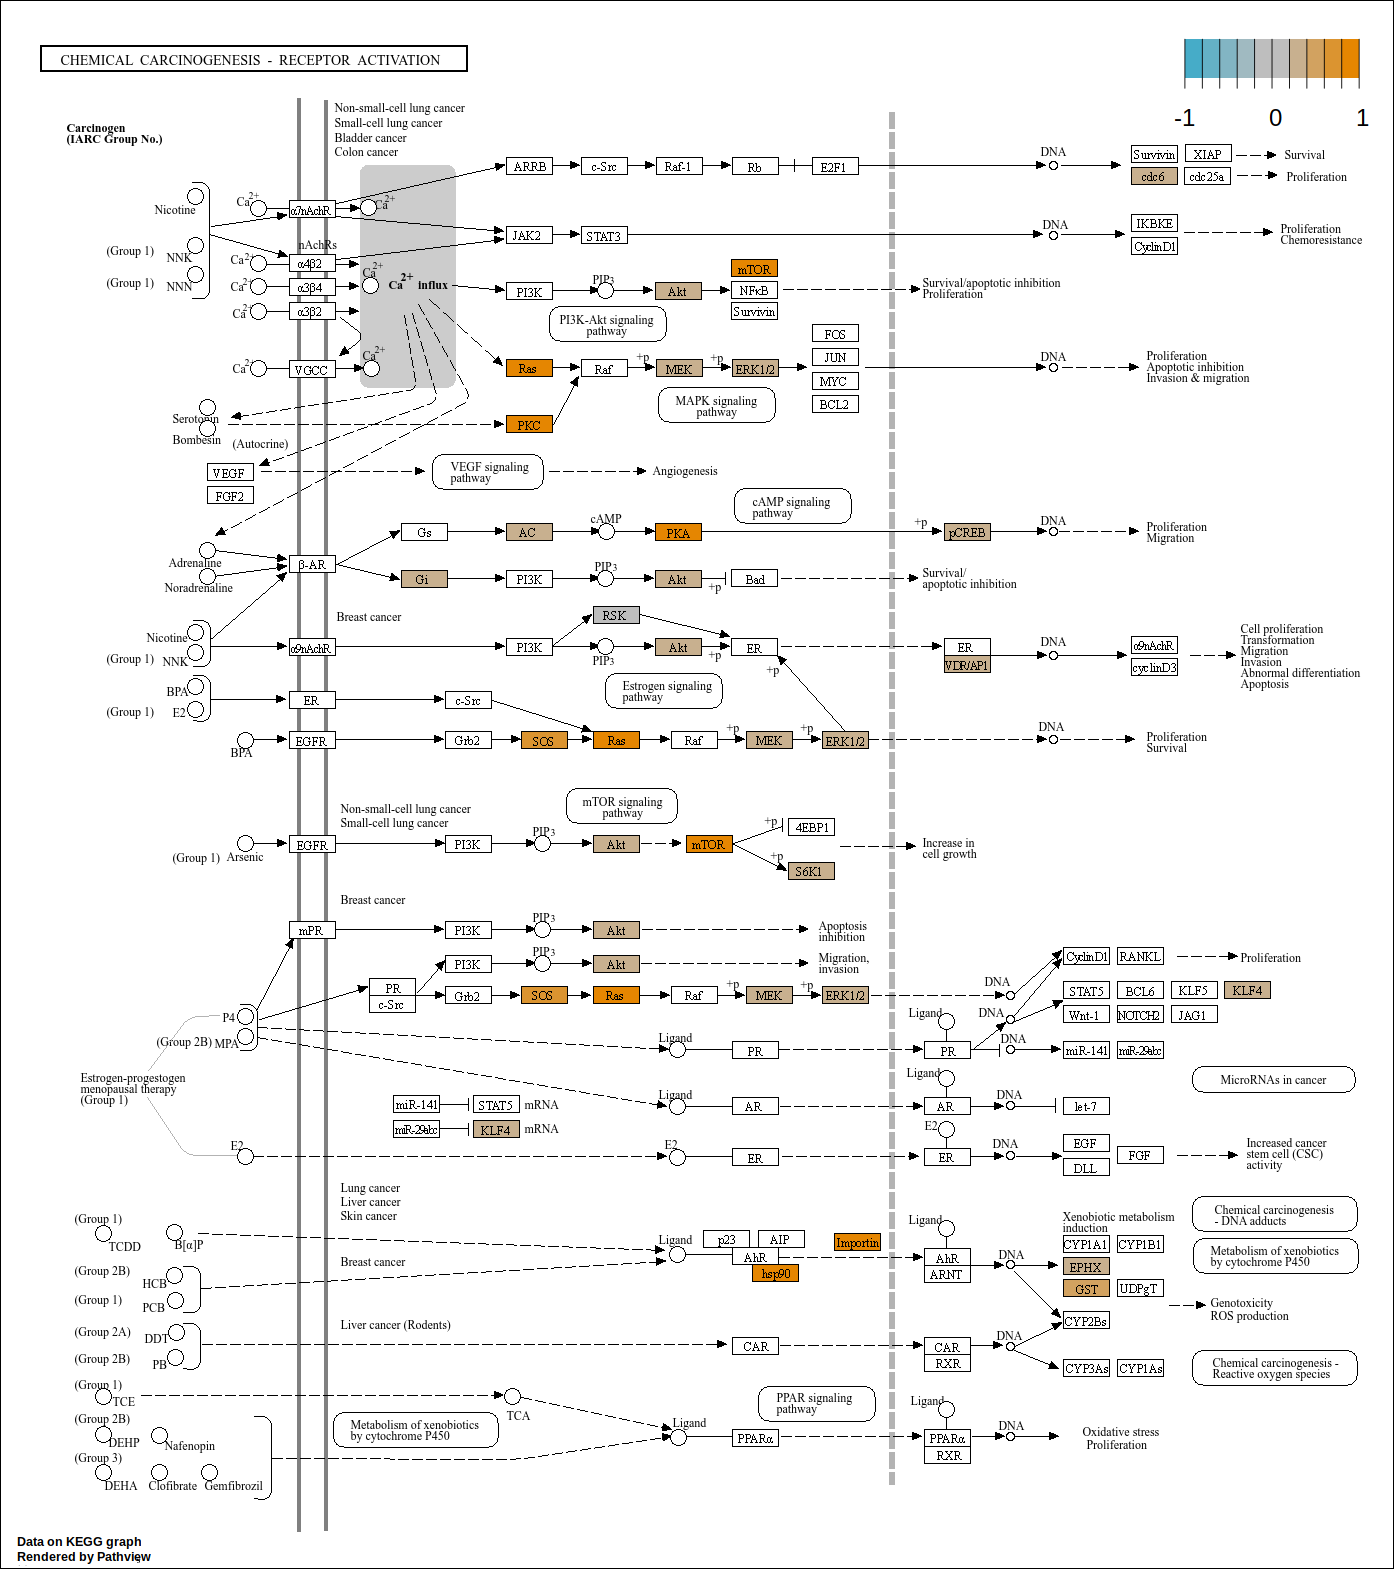 CHEMICAL CARCINOGENESIS - RECEPTOR ACTIVATION
-1 0 1
Carcinogen
(IARC Group No.)
Non-small-cell lung cancer
Small-cell lung cancer
Bladder cancer
Colon cancer
ARRB c-Src Raf-1 Rb E2F1 DNA Survivin XIAP Survival
cdc6 cdc25a Proliferation
Nicotine Ca2+ α7nAchR Ca2+
JAK2 STAT3 DNA IKBKE CyclinD1 Proliferation
Chemoresistance
(Group 1) NNK nAchRs
Ca2+ α4β2 Ca2+
(Group 1) NNN Ca2+ α3β4 Ca2+ influx
Ca2+ α3β2
PI3K PIP3 Akt mTOR
NFκB
Survivin
Survival/apoptotic inhibition
Proliferation
PI3K-Akt signaling
pathway
Ca2+ VGCC Ca2+
Ras Raf +p MEK +p ERK1/2 FOS
JUN
MYC
BCL2
DNA Proliferation
Apoptotic inhibition
Invasion & migration
MAPK signaling
pathway
Serotonin
Bombesin (Autocrine) PKC
VEGF VEGF signaling
pathway
Angiogenesis
FGF2
cAMP signaling
pathway
Gs AC cAMP PKA +p pCREB DNA Proliferation
Migration
Adrenaline
Noradrenaline
β-AR
Gi PI3K PIP3 Akt +p Bad Survival/
apoptotic inhibition
Breast cancer
RSK
Nicotine
(Group 1) NNK
α9nAchR PI3K PIP3 Akt +p ER ER
VDR/AP1
DNA α9nAchR
cyclinD3
Cell proliferation
Transformation
Migration
Invasion
Abnormal differentiation
Apoptosis
+p
Estrogen signaling
pathway
BPA
(Group 1) E2
ER c-Src
BPA EGFR Grb2 SOS Ras Raf +p MEK +p ERK1/2 DNA Proliferation
Survival
Non-small-cell lung cancer
Small-cell lung cancer
mTOR signaling
pathway
(Group 1) Arsenic EGFR PI3K PIP3 Akt mTOR +p 4EBP1
+p S6K1
Increase in
cell growth
Breast cancer
mPR PI3K PIP3 Akt Apoptosis
inhibition
PI3K PIP3 Akt Migration,
invasion
PR
c-Src
Grb2 SOS Ras Raf +p MEK +p ERK1/2 DNA
CyclinD1 RANKL Proliferation
STAT5 BCL6 KLF5 KLF4
Wnt-1 NOTCH2 JAG1
P4
(Group 2B) MPA
Ligand PR Ligand PR DNA DNA miR-141 miR-29abc
Estrogen-progestogen
menopausal therapy
(Group 1)
MicroRNAs in cancer
miR-141 STAT5 mRNA
miR-29abc KLF4 mRNA
Ligand AR Ligand AR DNA let-7
E2 E2 ER E2 ER DNA EGF
DLL
FGF
Increased cancer
stem cell (CSC)
activity
Lung cancer
Liver cancer
Skin cancer
(Group 1)
TCDD B[α]P
Ligand p23 AIP
AhR
hsp90
Importin
Ligand AhR
ARNT
DNA
Xenobiotic metabolism
induction
CYP1A1 CYP1B1
EPHX
GST UDPgT
CYP2Bs
Chemical carcinogenesis
- DNA adducts
Metabolism of xenobiotics
by cytochrome P450
Genotoxicity
ROS production
Breast cancer
(Group 2B) HCB
(Group 1) PCB
Liver cancer (Rodents)
(Group 2A) DDT
(Group 2B) PB
CAR CAR
RXR
DNA CYP3As CYP1As
Chemical carcinogenesis -
Reactive oxygen species
(Group 1)
TCE TCA
PPAR signaling
pathway
(Group 2B)
DEHP Nafenopin
Metabolism of xenobiotics
by cytochrome P450
Ligand PPARα Ligand PPARα
RXR
DNA Oxidative stress
Proliferation
(Group 3)
DEHA Clofibrate Gemfibrozil
Data on KEGG graph
Rendered by Pathview